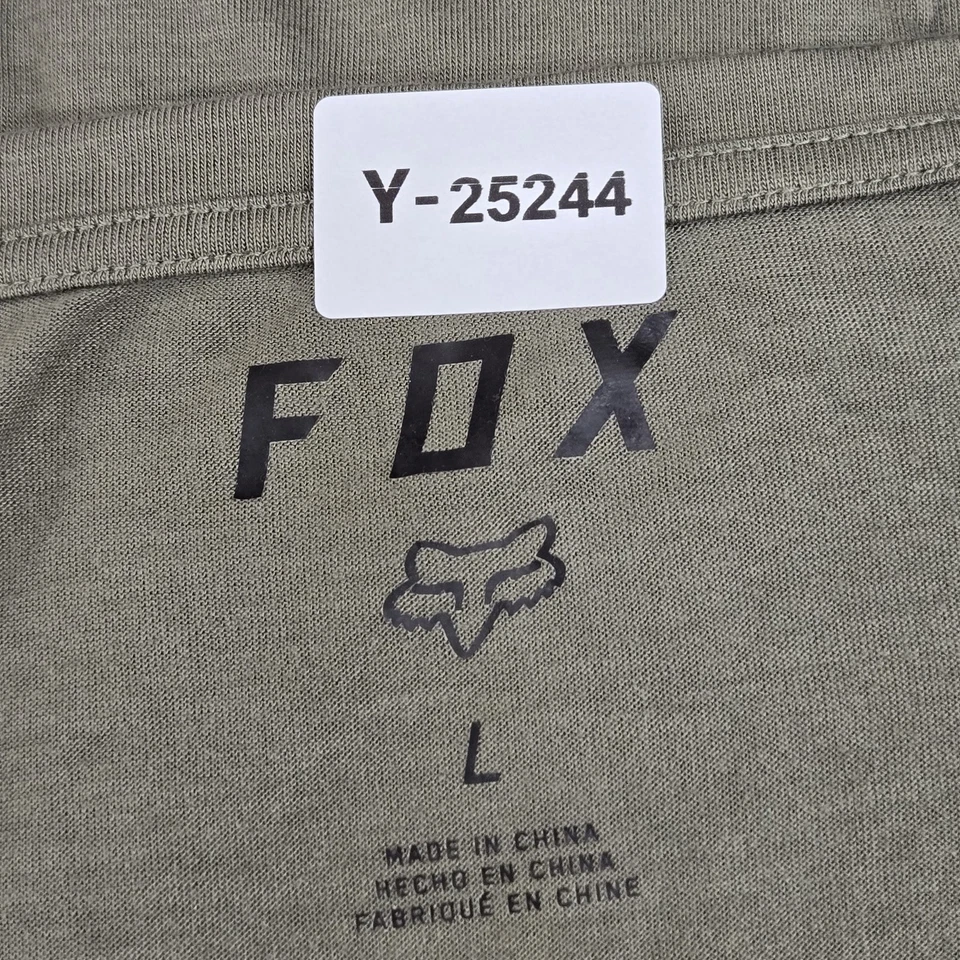 Y-25244
FOX
L
MADE IN CHINA
HECHO EN CHINA
FABRIQUÉ EN CHINE